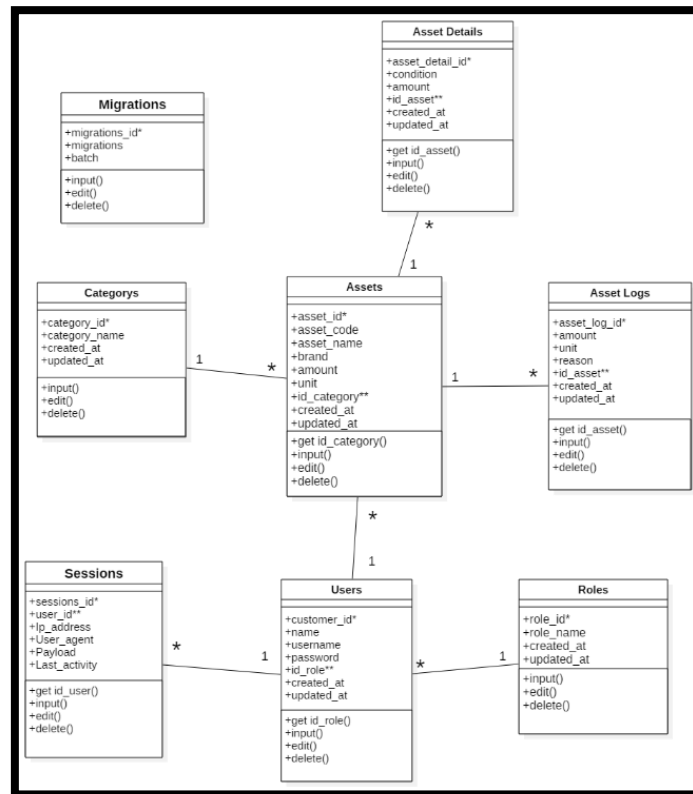 Asset Details
+asset_detail_id*
+condition
+amount
+id_asset**
+created_at
+updated_at
+get id_asset()
+input()
+edit()
+delete()
*
1
Migrations
+migrations_id*
+migrations
+batch
+input()
+edit()
+delete()
Categorys
+category_id*
+category_name
+created_at
+updated_at
+input()
+edit()
+delete()
1
*
Assets
+asset_id*
+asset_code
+asset_name
+brand
+amount
+unit
+id_category**
+created_at
+updated_at
+get id_category()
+input()
+edit()
+delete()
1
*
Asset Logs
+asset_log_id*
+amount
+unit
+reason
+id_asset**
+created_at
+updated_at
+get id_asset()
+input()
+edit()
+delete()
*
1
Sessions
+sessions_id*
+user_id**
+Ip_address
+User_agent
+Payload
+Last_activity
+get id_user()
+input()
+edit()
+delete()
*
1
Users
+customer_id*
+name
+username
+password
+id_role**
+created_at
+updated_at
+get id_role()
+input()
+edit()
+delete()
*
1
Roles
+role_id*
+role_name
+created_at
+updated_at
+input()
+edit()
+delete()